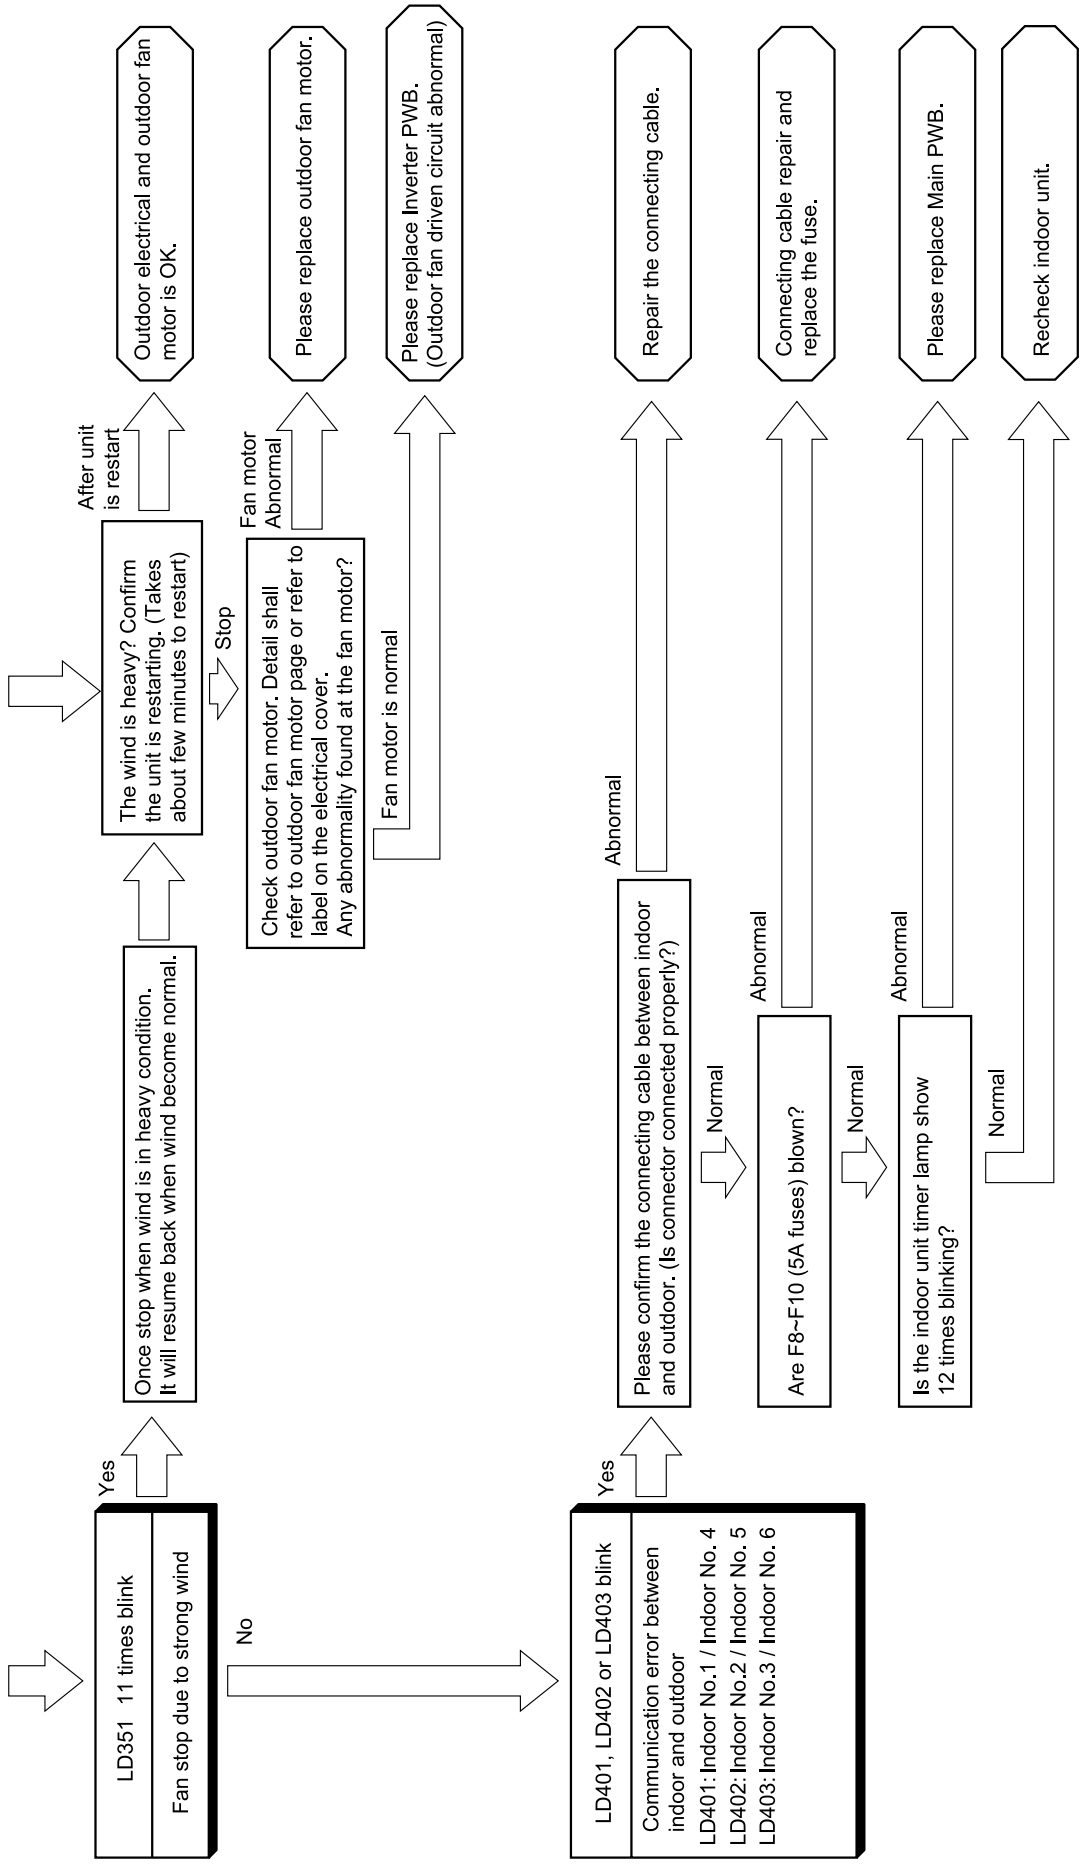 LD351 11 times blink
Fan stop due to strong wind
Yes
Once stop when wind is in heavy condition.
It will resume back when wind become normal.
The wind is heavy? Confirm
the unit is restarting. (Takes
about few minutes to restart)
After unit
is restart
Outdoor electrical and outdoor fan
motor is OK.
Stop
Check outdoor fan motor. Detail shall
refer to outdoor fan motor page or refer to
label on the electrical cover.
Any abnormality found at the fan motor?
Fan motor
Abnormal
Please replace outdoor fan motor.
Fan motor is normal
Please replace Inverter PWB.
(Outdoor fan driven circuit abnormal)
No
LD401, LD402 or LD403 blink
Communication error between
indoor and outdoor
LD401: Indoor No.1 / Indoor No. 4
LD402: Indoor No.2 / Indoor No. 5
LD403: Indoor No.3 / Indoor No. 6
Yes
Please confirm the connecting cable between indoor
and outdoor. (Is connector connected properly?)
Abnormal
Repair the connecting cable.
Normal
Are F8~F10 (5A fuses) blown?
Abnormal
Connecting cable repair and
replace the fuse.
Normal
Is the indoor unit timer lamp show
12 times blinking?
Abnormal
Please replace Main PWB.
Normal
Recheck indoor unit.